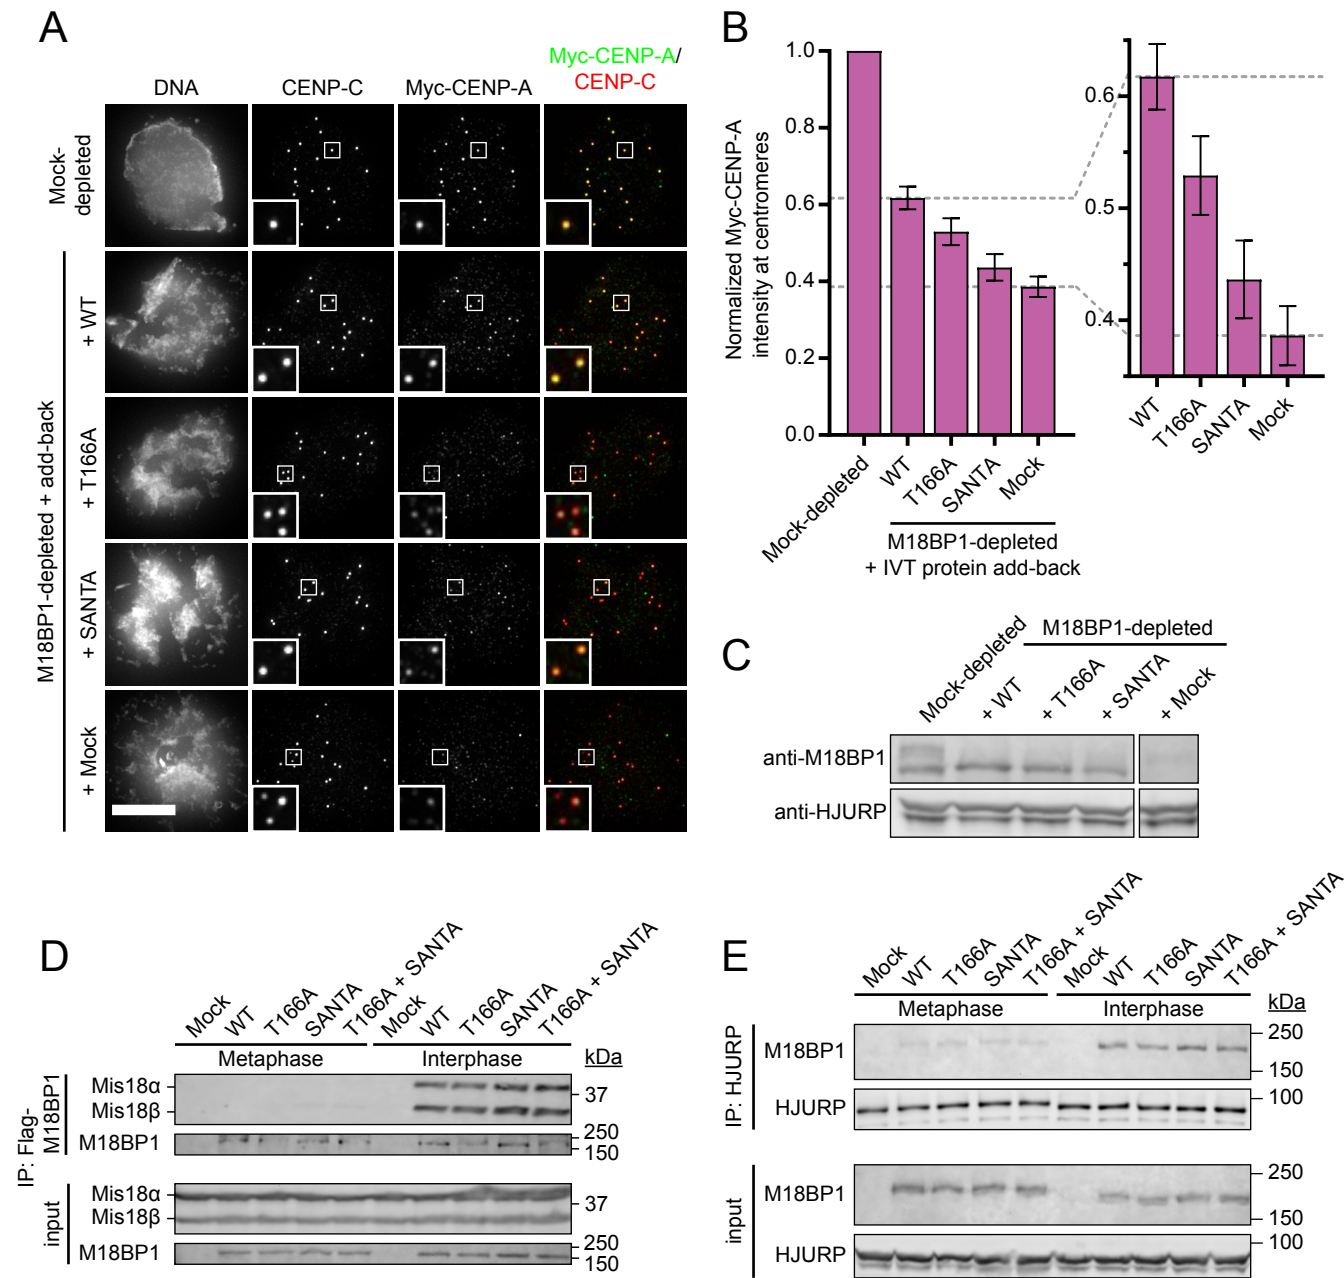 A
DNA
CENP-C
Myc-CENP-A
Myc-CENP-A/
CENP-C
Mock-
depleted
M18BP1-depleted + add-back
+ WT
+ T166A
+ SANTA
+ Mock
B
Normalized Myc-CENP-A
intensity at centromeres
1.0
0.8
0.6
0.4
0.2
0.0
Mock-depleted
WT
T166A
SANTA
Mock
M18BP1-depleted
+ IVT protein add-back
0.6
0.5
0.4
WT
T166A
SANTA
Mock
C
Mock-depleted
M18BP1-depleted
+ WT
+ T166A
+ SANTA
+ Mock
anti-M18BP1
anti-HJURP
D
Mock
WT
T166A
SANTA
T166A + SANTA
Mock
WT
T166A
SANTA
T166A + SANTA
Metaphase
Interphase
kDa
IP: Flag-
M18BP1
Mis18α
Mis18β
37
M18BP1
250
150
input
Mis18α
Mis18β
37
M18BP1
250
150
E
Mock
WT
T166A
SANTA
T166A + SANTA
Mock
WT
T166A
SANTA
T166A + SANTA
Metaphase
Interphase
kDa
IP: HJURP
M18BP1
250
150
HJURP
100
input
M18BP1
250
150
HJURP
100